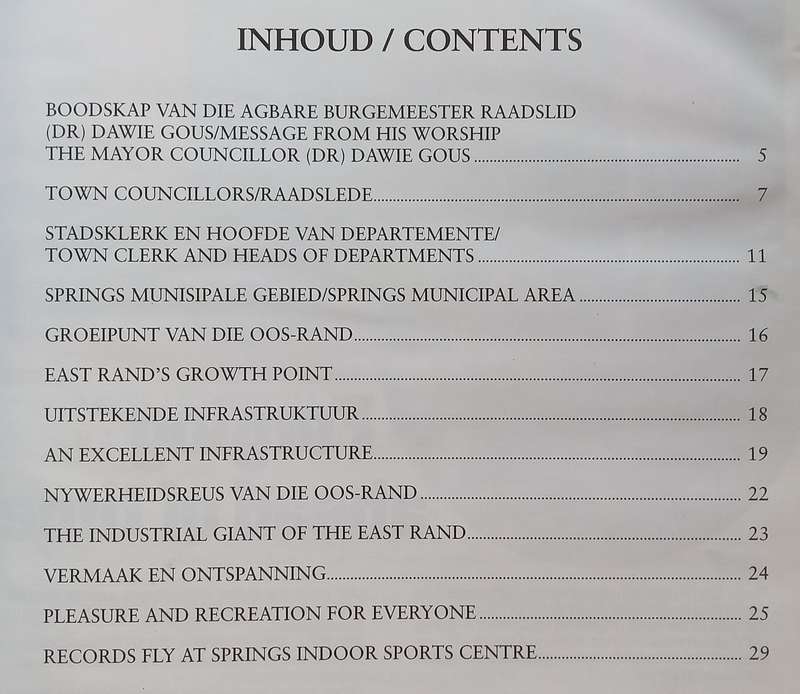 INHOUD / CONTENTS
BOODSKAP VAN DIE AGBARE BURGEMEESTER RAADSLID
(DR) DAWIE GOUS/MESSAGE FROM HIS WORSHIP
THE MAYOR COUNCILLOR (DR) DAWIE GOUS 5
TOWN COUNCILLORS/RAADSLEDE 7
STADSKLERK EN HOOFDE VAN DEPARTEMENTE/
TOWN CLERK AND HEADS OF DEPARTMENTS 11
SPRINGS MUNISIPALE GEBIED/SPRINGS MUNICIPAL AREA 15
GROEIPUNT VAN DIE OOS-RAND 16
EAST RAND'S GROWTH POINT 17
UITSTEKENDE INFRASTRUKTUUR 18
AN EXCELLENT INFRASTRUCTURE 19
NYWERHEIDSREUS VAN DIE OOS-RAND 22
THE INDUSTRIAL GIANT OF THE EAST RAND 23
VERMAAK EN ONTSPANNING 24
PLEASURE AND RECREATION FOR EVERYONE 25
RECORDS FLY AT SPRINGS INDOOR SPORTS CENTRE 29